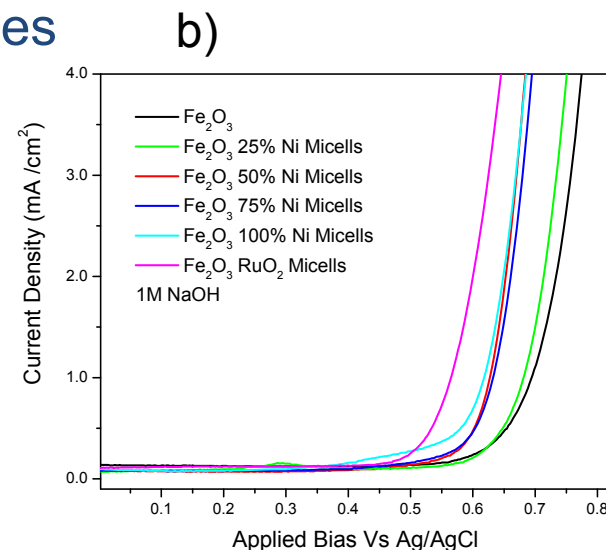 es
b)
4.0
3.0
2.0
1.0
0.0
Current Density (mA /cm²)
Fe₂O₃
Fe₂O₃ 25% Ni Micells
Fe₂O₃ 50% Ni Micells
Fe₂O₃ 75% Ni Micells
Fe₂O₃ 100% Ni Micells
Fe₂O₃ RuO₂ Micells
1M NaOH
0.1 0.2 0.3 0.4 0.5 0.6 0.7 0.8
Applied Bias Vs Ag/AgCl